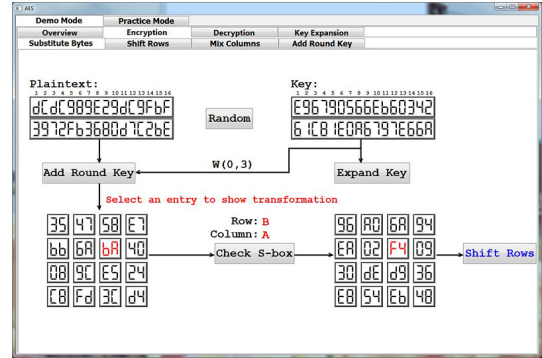 AES
Demo Mode Practice Mode
Overview Encryption Decryption Key Expansion
Substitute Bytes Shift Rows Mix Columns Add Round Key
Plaintext: Key:
1 2 3 4 5 6 7 8 9 10 11 12 13 14 15 16 1 2 3 4 5 6 7 8 9 10 11 12 13 14 15 16
dCdC989E29dC9FbF E96790566Eb60342
3972Fb3680d7C2bE 61C81E0A6797E66A
Random
W(0,3)
Add Round Key Expand Key
Select an entry to show transformation
Row: B
Column: A
35 47 58 E7 96 A0 6A 94
bb 6A bA 40 Check S-box EA 02 F4 09 Shift Rows
08 9C E5 24 30 dE d9 36
C8 Fd 3C d4 E8 54 Eb 48